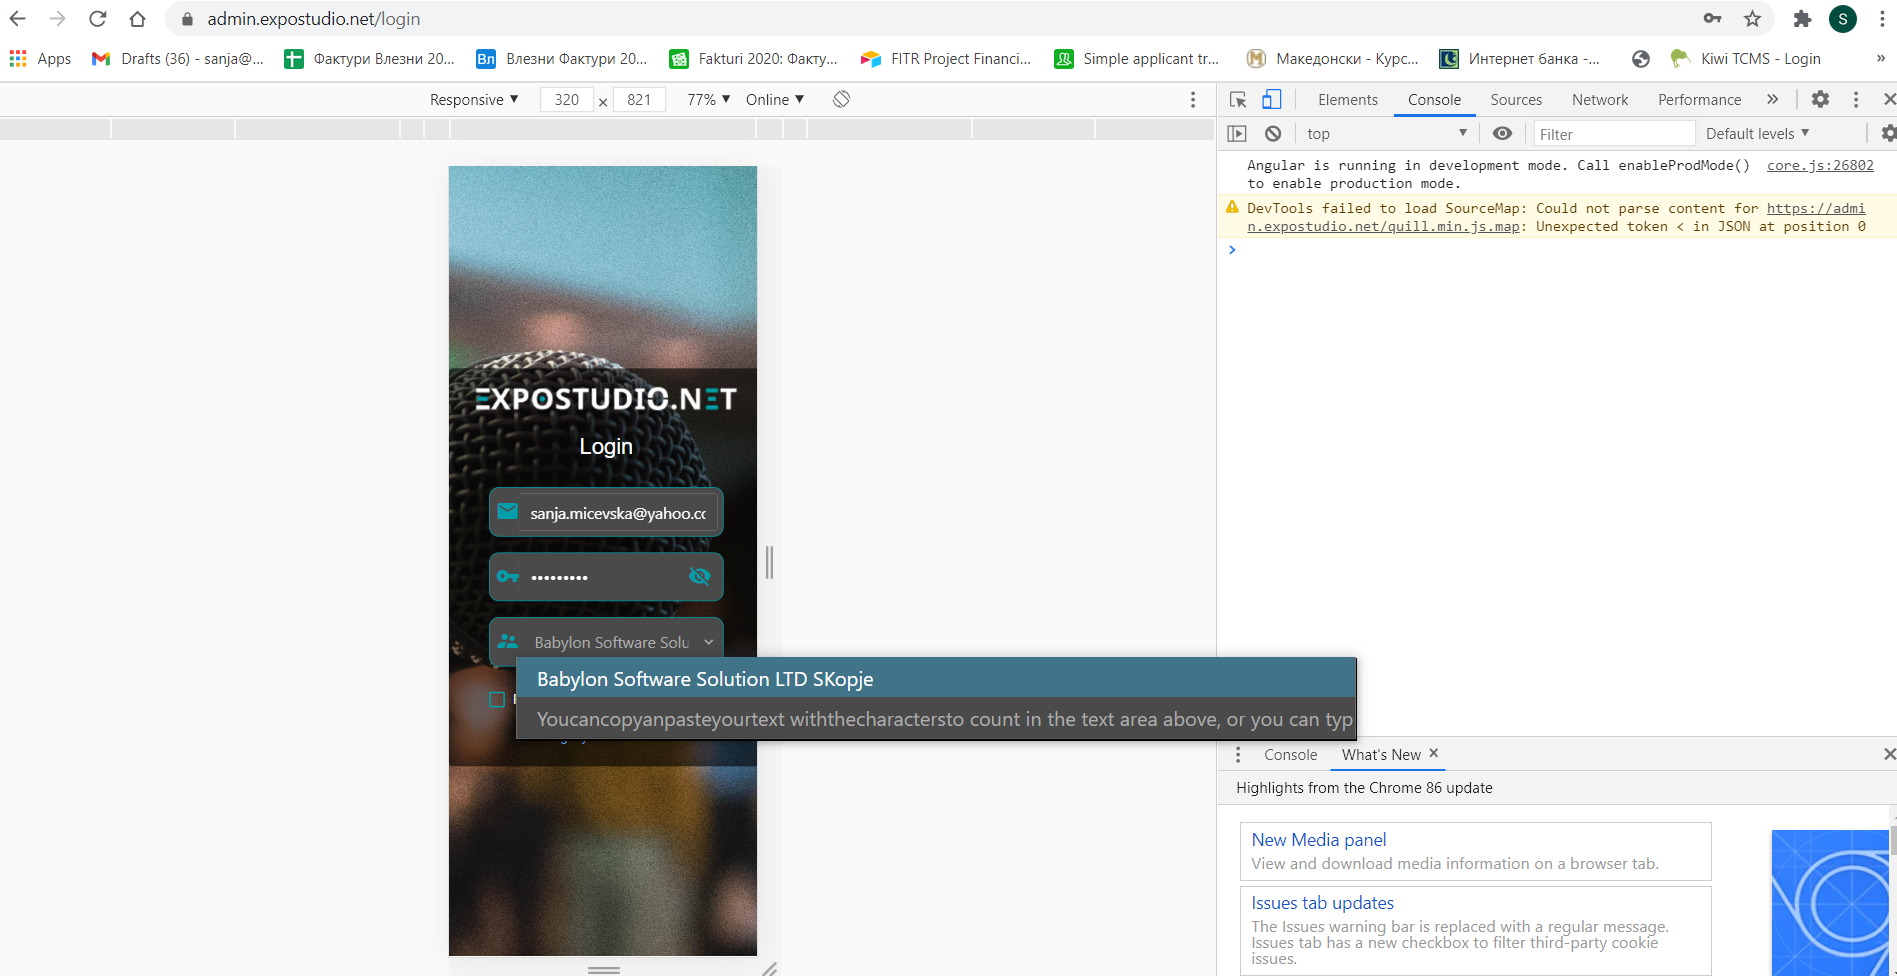 admin.expostudio.net/login
S
Apps
Drafts (36) - sanja@...
Фактури Влезни 20...
Вл
Влезни Фактури 20...
Fakturi 2020: Факту...
FITR Project Financi...
Simple applicant tr...
Македонски - Курс...
Интернет банка -...
Kiwi TCMS - Login
»
Responsive
320
×
821
77%
Online
Elements
Console
Sources
Network
Performance
»
top
Filter
Default levels
Angular is running in development mode. Call enableProdMode() core.js:26802
to enable production mode.
DevTools failed to load SourceMap: Could not parse content for https://admi
n.expostudio.net/quill.min.js.map: Unexpected token < in JSON at position 0
EXPOSTUDIO.NET
Login
sanja.micevska@yahoo.cc
•••••••••
Babylon Software Solu
Babylon Software Solution LTD SKopje
Youcancopyanpasteyourtext withthecharactersto count in the text area above, or you can typ
Console
What's New
Highlights from the Chrome 86 update
New Media panel
View and download media information on a browser tab.
Issues tab updates
The Issues warning bar is replaced with a regular message.
Issues tab has a new checkbox to filter third-party cookie
issues.